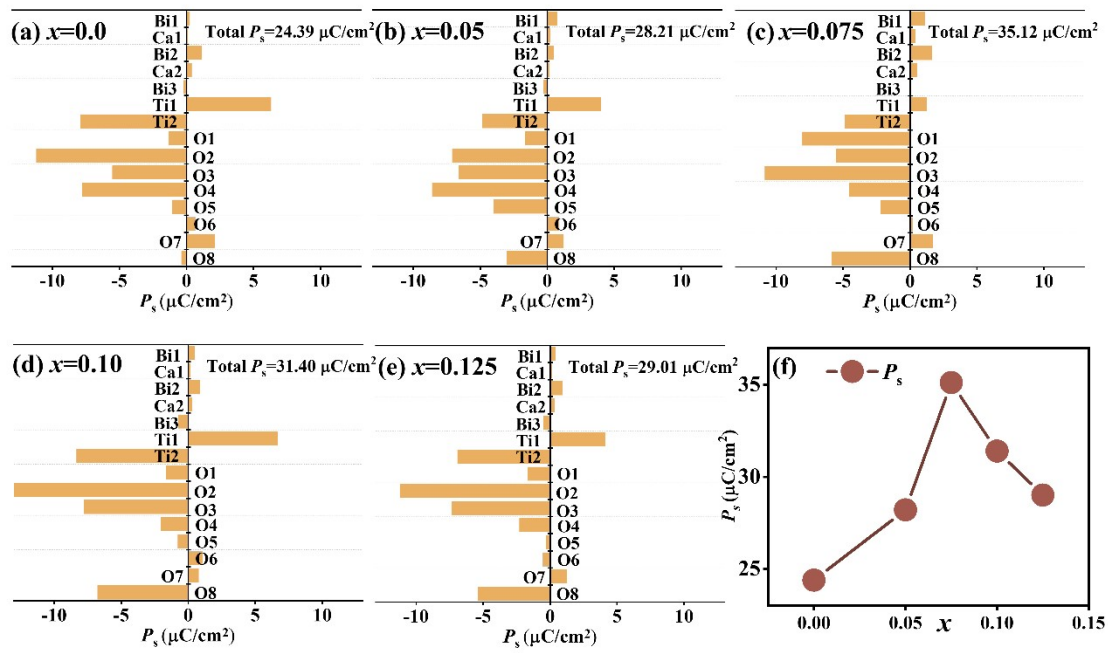 (a) x=0.0
Total Ps=24.39 μC/cm²
Bi1
Ca1
Bi2
Ca2
Bi3
Ti1
Ti2
O1
O2
O3
O4
O5
O6
O7
O8
-10 -5 0 5 10
Ps (μC/cm²)
(b) x=0.05
Total Ps=28.21 μC/cm²
Bi1
Ca1
Bi2
Ca2
Bi3
Ti1
Ti2
O1
O2
O3
O4
O5
O6
O7
O8
-10 -5 0 5 10
Ps (μC/cm²)
(c) x=0.075
Total Ps=35.12 μC/cm²
Bi1
Ca1
Bi2
Ca2
Bi3
Ti1
Ti2
O1
O2
O3
O4
O5
O6
O7
O8
-10 -5 0 5 10
Ps (μC/cm²)
(d) x=0.10
Total Ps=31.40 μC/cm²
Bi1
Ca1
Bi2
Ca2
Bi3
Ti1
Ti2
O1
O2
O3
O4
O5
O6
O7
O8
-10 -5 0 5 10
Ps (μC/cm²)
(e) x=0.125
Total Ps=29.01 μC/cm²
Bi1
Ca1
Bi2
Ca2
Bi3
Ti1
Ti2
O1
O2
O3
O4
O5
O6
O7
O8
-10 -5 0 5 10
Ps (μC/cm²)
(f)
Ps
35
30
25
Ps (μC/cm²)
0.00 0.05 0.10 0.15
x